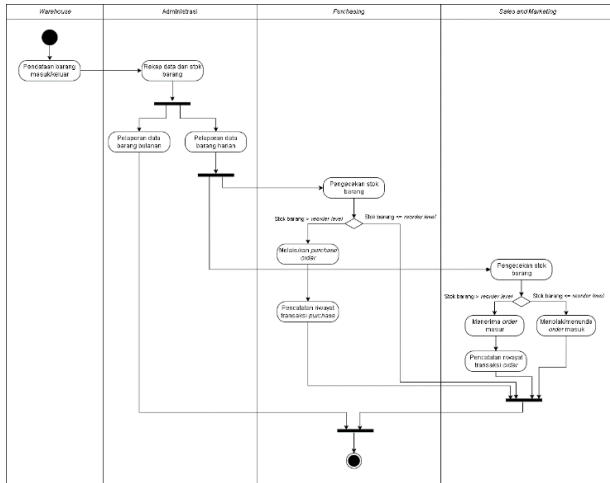 Warehouse
Administrasi
Purchasing
Sales and Marketing
Pencatatan barang
masuk/keluar
Rekap data dan stok
barang
Pelaporan data
barang bulanan
Pelaporan data
barang harian
Pengecekan stok
barang
Stok barang > reorder level
Stok barang <= reorder level
Melakukan purchase
order
Pencatatan riwayat
transaksi purchase
Pengecekan stok
barang
Stok barang > reorder level
Stok barang <= reorder level
Menerima order
masuk
Menolak/menunda
order masuk
Pencatatan riwayat
transaksi order